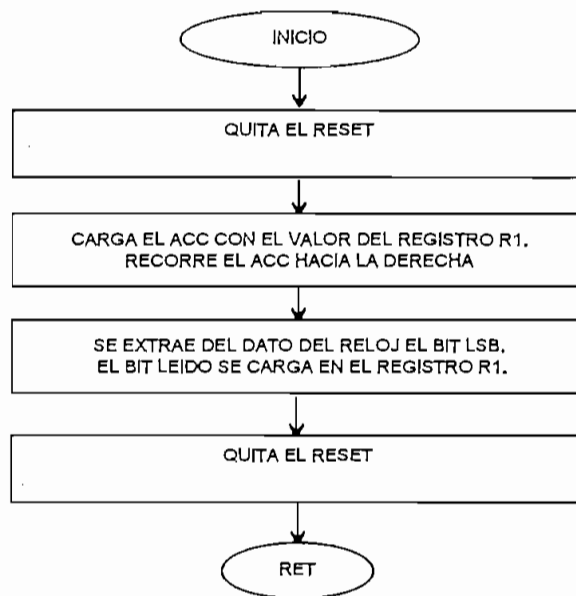 INICIO
QUITA EL RESET
CARGA EL ACC CON EL VALOR DEL REGISTRO R1.
RECORRE EL ACC HACIA LA DERECHA
SE EXTRAE DEL DATO DEL RELOJ EL BIT LSB.
EL BIT LEIDO SE CARGA EN EL REGISTRO R1.
QUITA EL RESET
RET